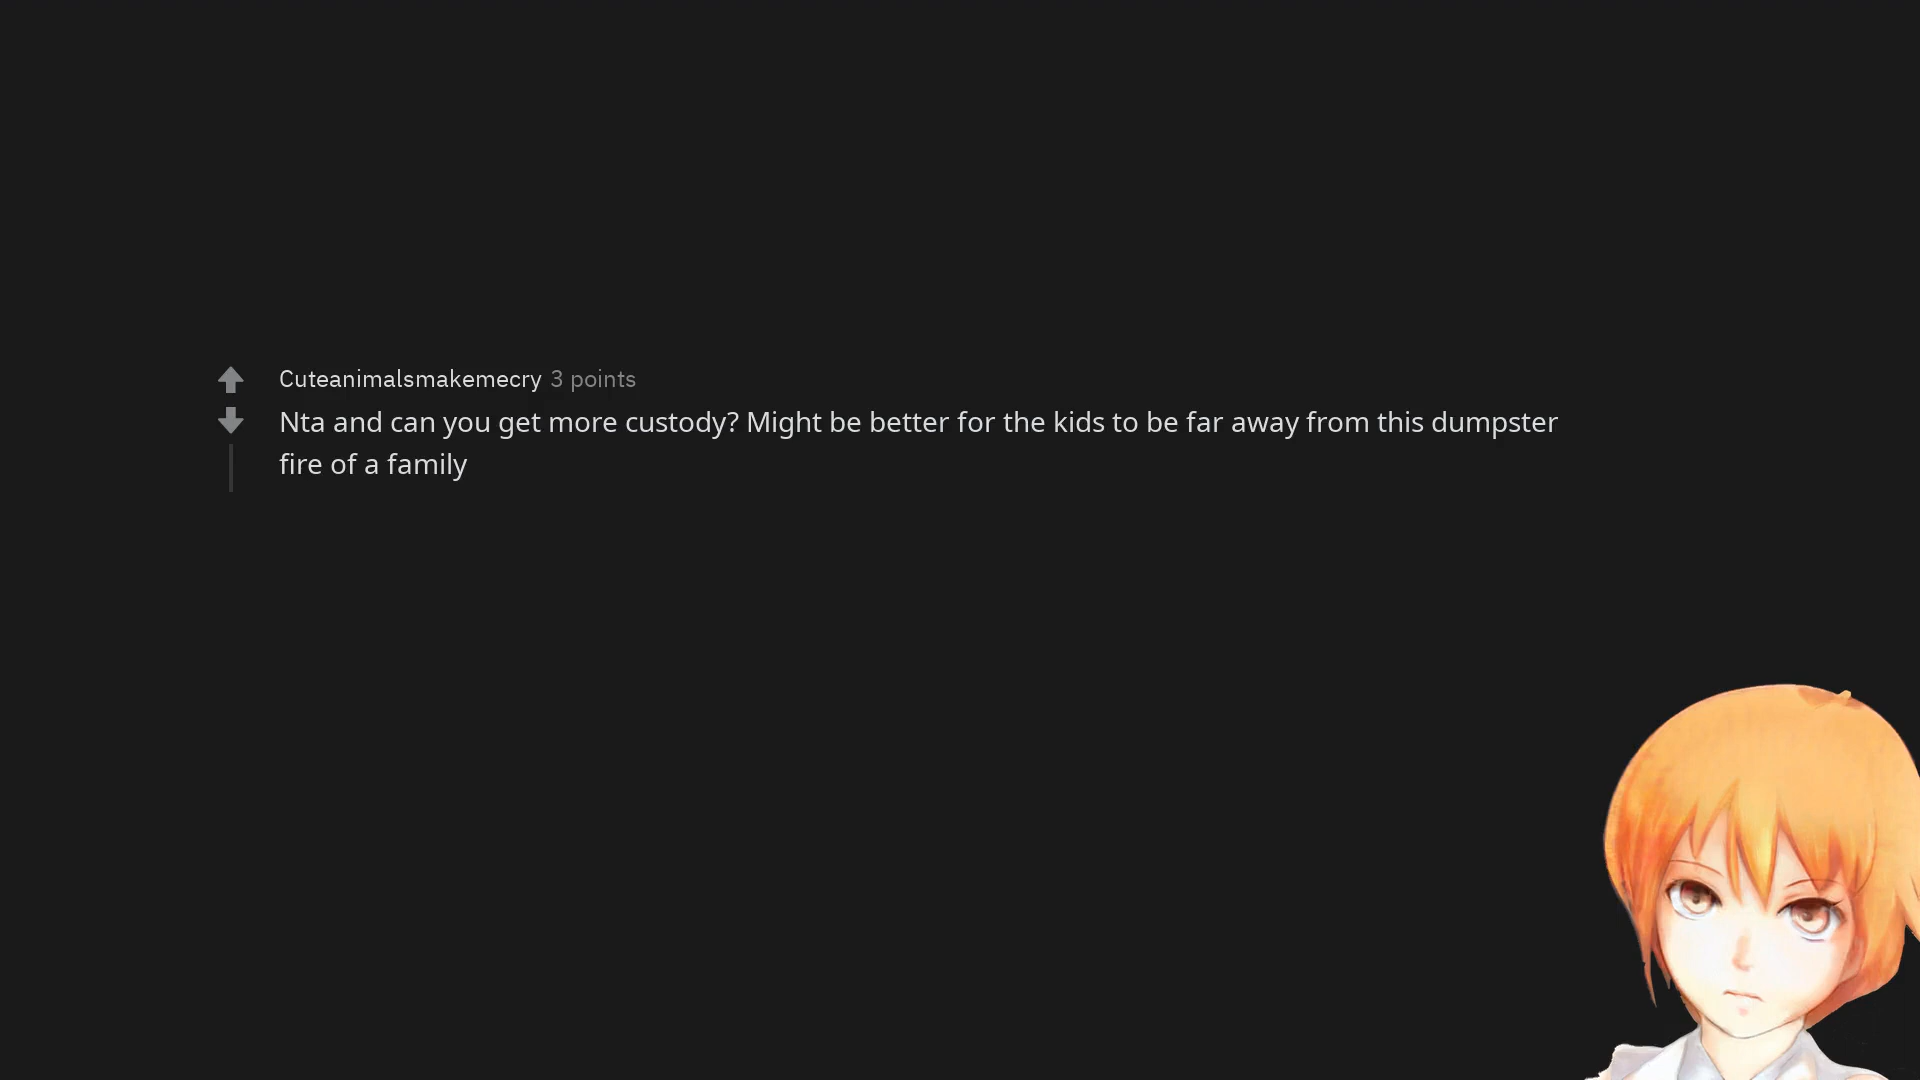 Cuteanimalsmakemecry 3 points
Nta and can you get more custody? Might be better for the kids to be far away from this dumpster
fire of a family